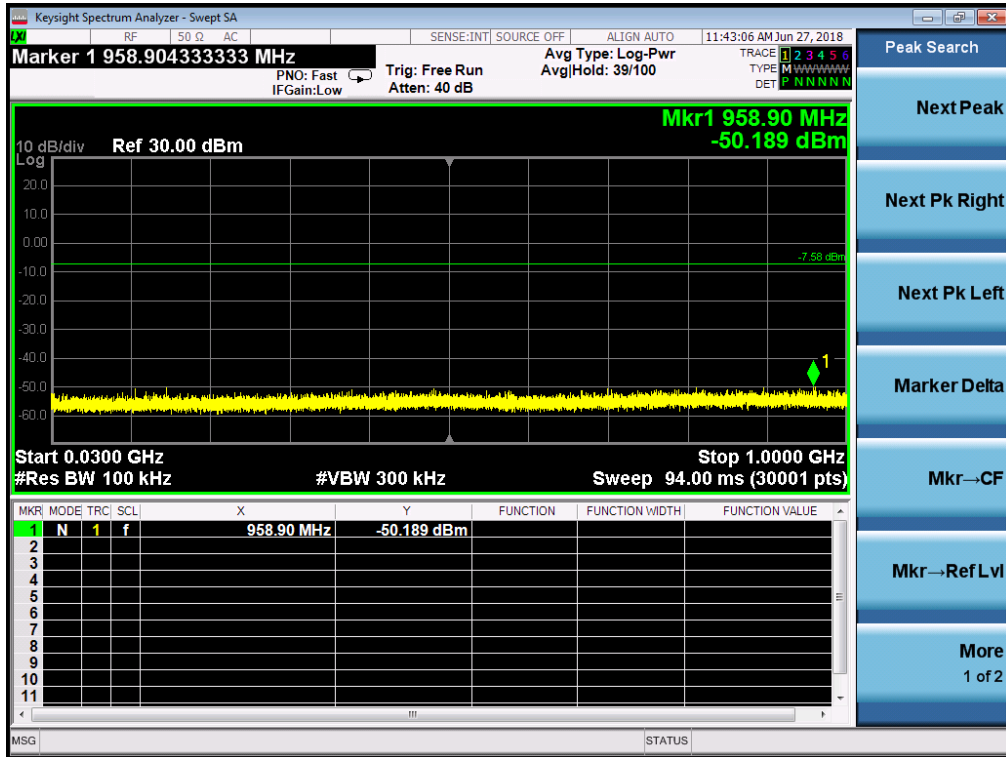 Keysight Spectrum Analyzer - Swept SA
LXI RF 50 Ω AC SENSE:INT SOURCE OFF ALIGN AUTO 11:43:06 AM Jun 27, 2018
Marker 1 958.904333333 MHz
PNO: Fast
IFGain:Low
Trig: Free Run
Atten: 40 dB
Avg Type: Log-Pwr
Avg|Hold: 39/100
TRACE 1 2 3 4 5 6
TYPE M WWWWW
DET P N N N N N
Mkr1 958.90 MHz
-50.189 dBm
10 dB/div Ref 30.00 dBm
Log
20.0
10.0
0.00
-7.58 dBm
-10.0
-20.0
-30.0
-40.0
1
-50.0
-60.0
Start 0.0300 GHz Stop 1.0000 GHz
#Res BW 100 kHz #VBW 300 kHz Sweep 94.00 ms (30001 pts)
MKR MODE TRC SCL X Y FUNCTION FUNCTION WIDTH FUNCTION VALUE
1 N 1 f 958.90 MHz -50.189 dBm
2
3
4
5
6
7
8
9
10
11
MSG STATUS
Peak Search
Next Peak
Next Pk Right
Next Pk Left
Marker Delta
Mkr→CF
Mkr→Ref Lvl
More
1 of 2